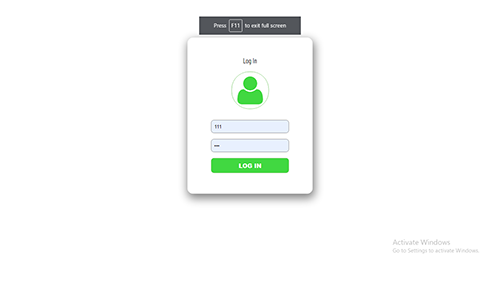 Press F11 to exit full screen
Log In
111
•••
LOG IN
Activate Windows
Go to Settings to activate Windows.